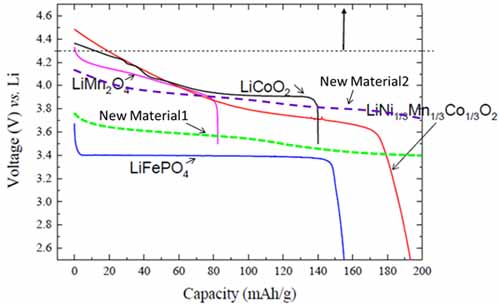 4.6
4.4
4.2
4.0
3.8
3.6
3.4
3.2
3.0
2.8
2.6
Voltage (V) vs. Li
LiMn₂O₄
LiCoO₂
New Material2
LiNi₁/₃Mn₁/₃Co₁/₃O₂
New Material1
LiFePO₄
0 20 40 60 80 100 120 140 160 180 200
Capacity (mAh/g)